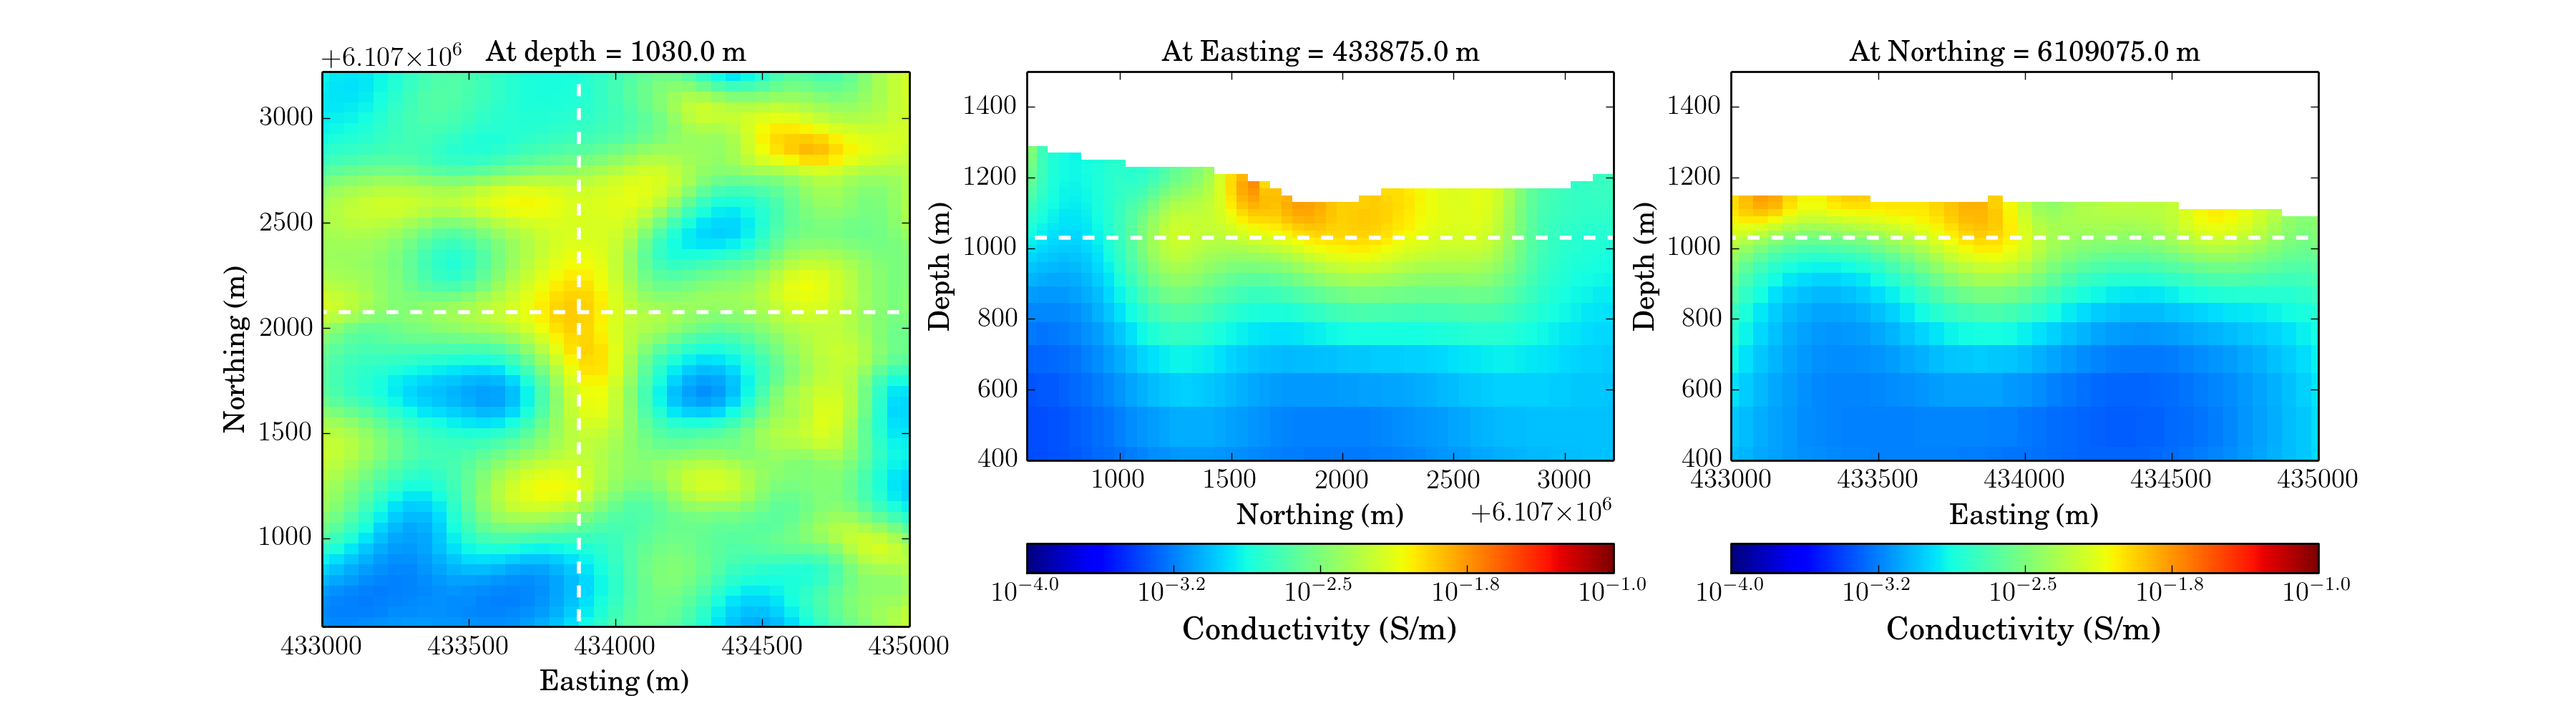 +6.107×10⁶ At depth = 1030.0 m
3000
2500
2000
1500
1000
Northing (m)
433000 433500 434000 434500 435000
Easting (m)
At Easting = 433875.0 m
1400
1200
1000
800
600
400
Depth (m)
1000 1500 2000 2500 3000
Northing (m) +6.107×10⁶
10⁻⁴·⁰ 10⁻³·² 10⁻²·⁵ 10⁻¹·⁸ 10⁻¹·⁰
Conductivity (S/m)
At Northing = 6109075.0 m
1400
1200
1000
800
600
400
Depth (m)
433000 433500 434000 434500 435000
Easting (m)
10⁻⁴·⁰ 10⁻³·² 10⁻²·⁵ 10⁻¹·⁸ 10⁻¹·⁰
Conductivity (S/m)